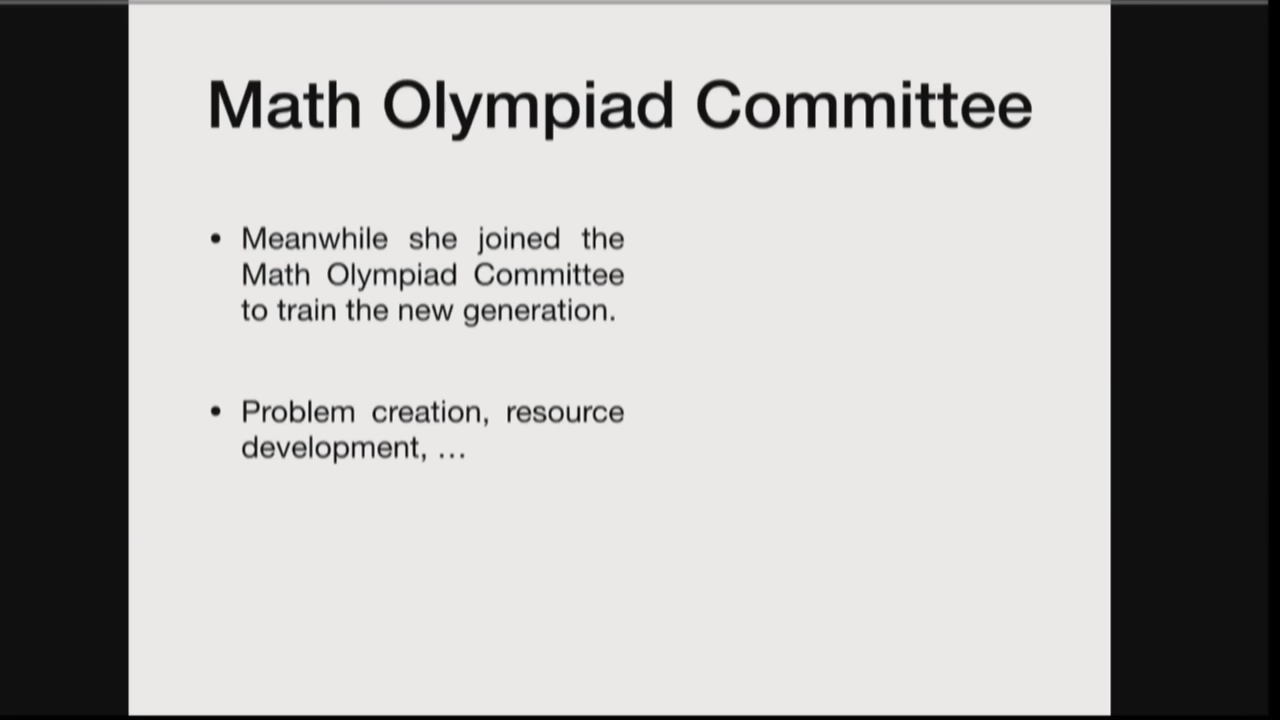 Math Olympiad Committee
• Meanwhile she joined the
Math Olympiad Committee
to train the new generation.
• Problem creation, resource
development, …